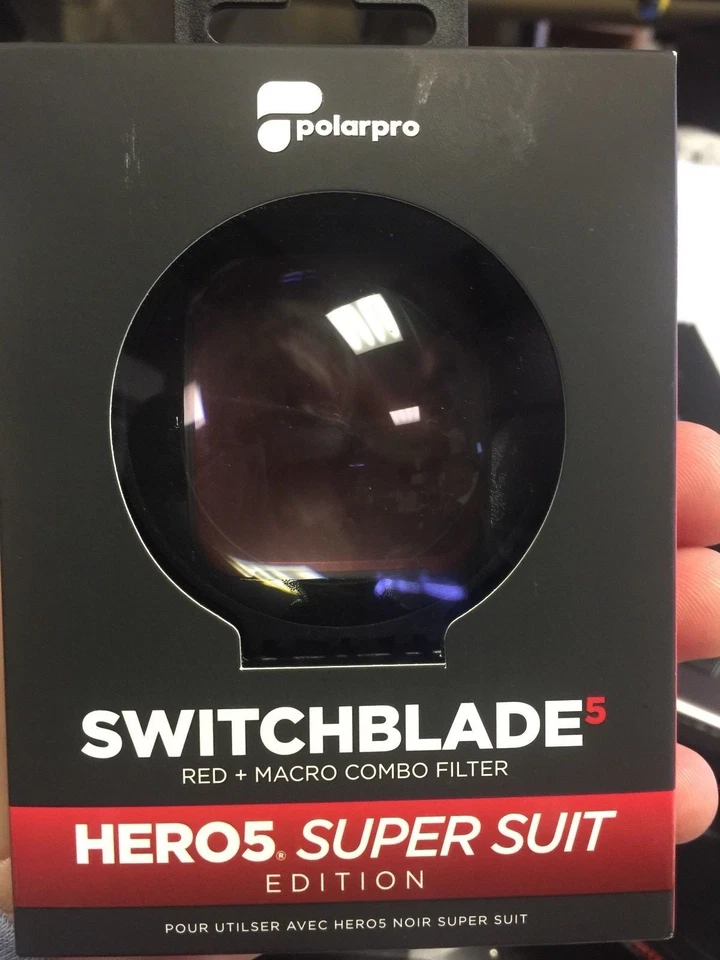 polarpro
SWITCHBLADE5
RED + MACRO COMBO FILTER
HERO5® SUPER SUIT
EDITION
POUR UTILSER AVEC HERO5 NOIR SUPER SUIT